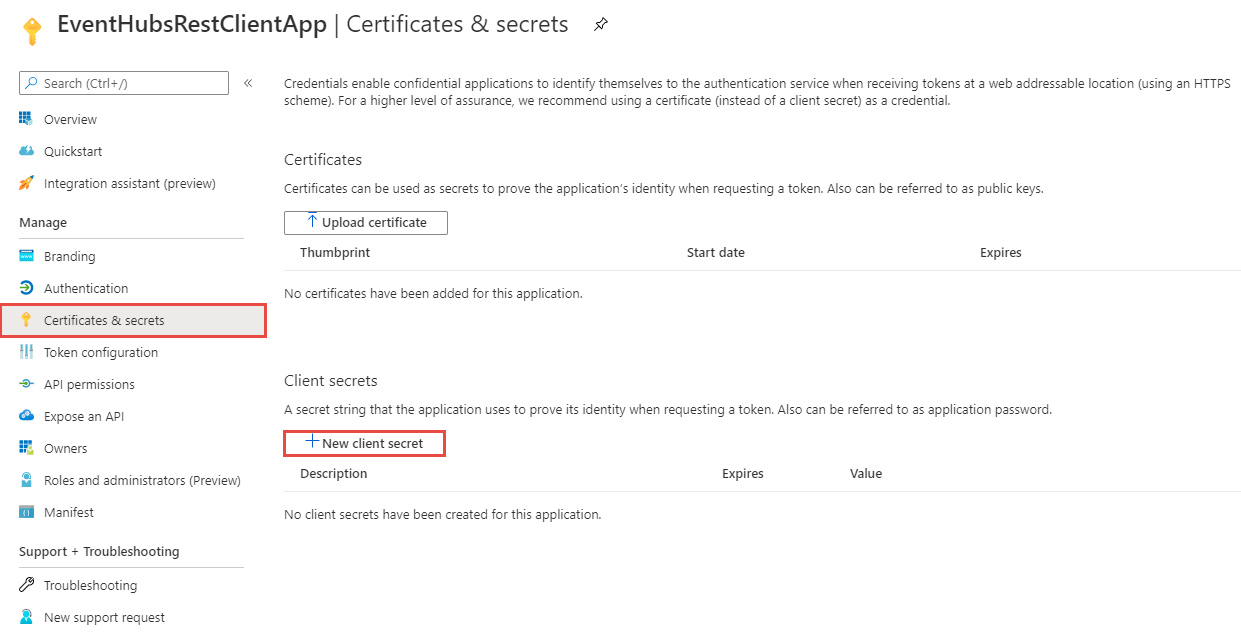 EventHubsRestClientApp | Certificates & secrets
Search (Ctrl+/)
«
Overview
Quickstart
Integration assistant (preview)
Manage
Branding
Authentication
Certificates & secrets
Token configuration
API permissions
Expose an API
Owners
Roles and administrators (Preview)
Manifest
Support + Troubleshooting
Troubleshooting
New support request
Credentials enable confidential applications to identify themselves to the authentication service when receiving tokens at a web addressable location (using an HTTPS
scheme). For a higher level of assurance, we recommend using a certificate (instead of a client secret) as a credential.
Certificates
Certificates can be used as secrets to prove the application's identity when requesting a token. Also can be referred to as public keys.
Upload certificate
Thumbprint Start date Expires
No certificates have been added for this application.
Client secrets
A secret string that the application uses to prove its identity when requesting a token. Also can be referred to as application password.
New client secret
Description Expires Value
No client secrets have been created for this application.